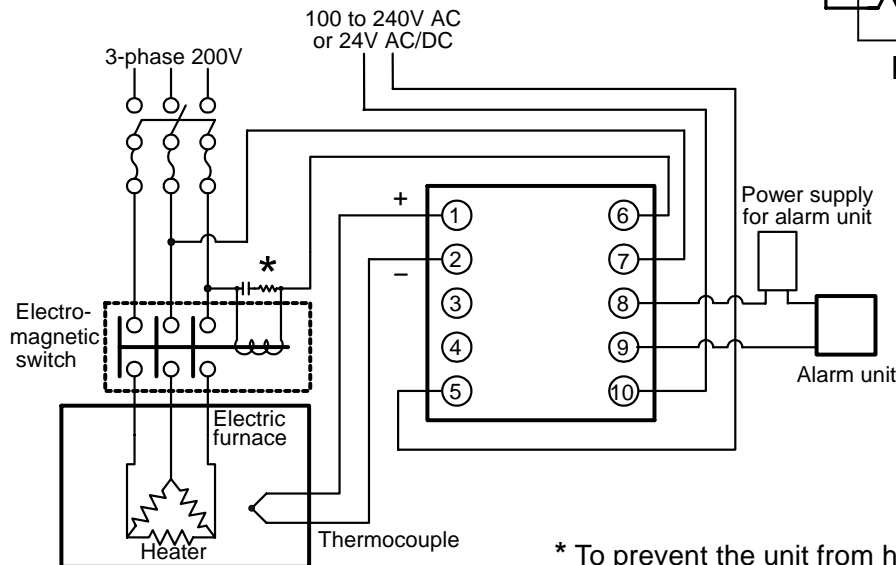 100 to 240V AC
or 24V AC/DC
3-phase 200V
+
1
6
Power supply
for alarm unit
2
7
*
−
Electro-
magnetic
switch
3
8
4
9
Alarm unit
5
10
Electric
furnace
Thermocouple
Heater
* To prevent the unit from h